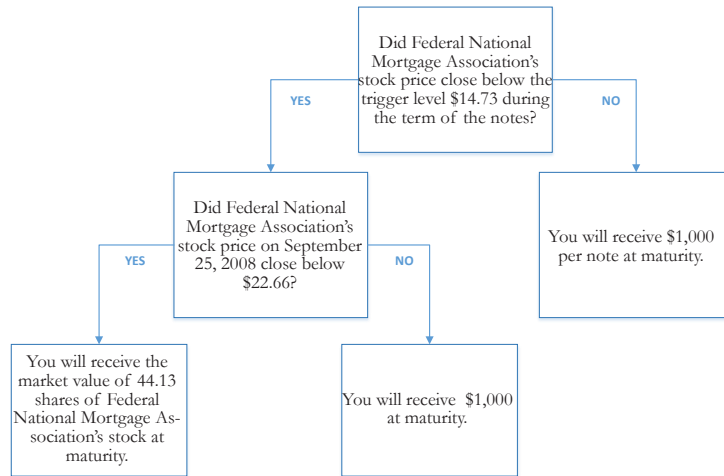 Did Federal National
Mortgage Association's
stock price close below the
trigger level $14.73 during
the term of the notes?
YES
NO
Did Federal National
Mortgage Association's
stock price on September
25, 2008 close below
$22.66?
You will receive $1,000
per note at maturity.
YES
NO
You will receive the
market value of 44.13
shares of Federal
National Mortgage As-
sociation's stock at
maturity.
You will receive $1,000
at maturity.